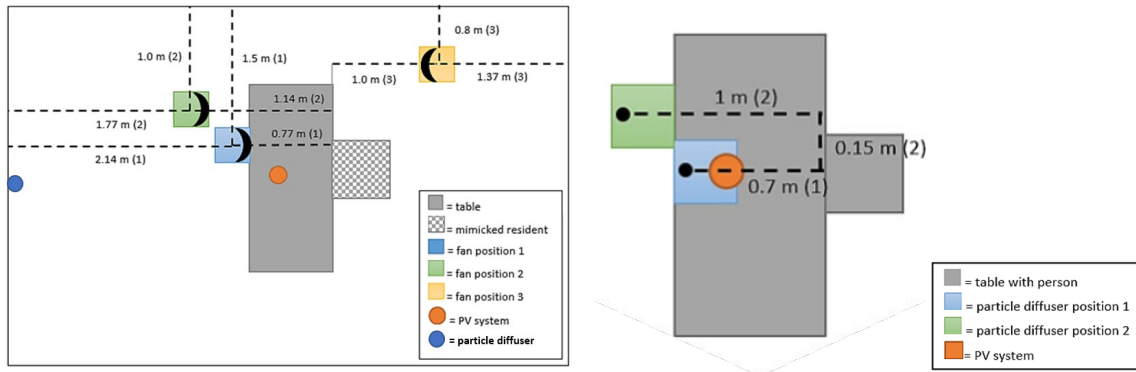 0.8 m (3)
1.0 m (2)
1.5 m (1)
1.0 m (3)
1.37 m (3)
1.14 m (2)
1.77 m (2)
0.77 m (1)
2.14 m (1)
= table
= mimicked resident
= fan position 1
= fan position 2
= fan position 3
= PV system
= particle diffuser
1 m (2)
0.15 m (2)
0.7 m (1)
= table with person
= particle diffuser position 1
= particle diffuser position 2
= PV system